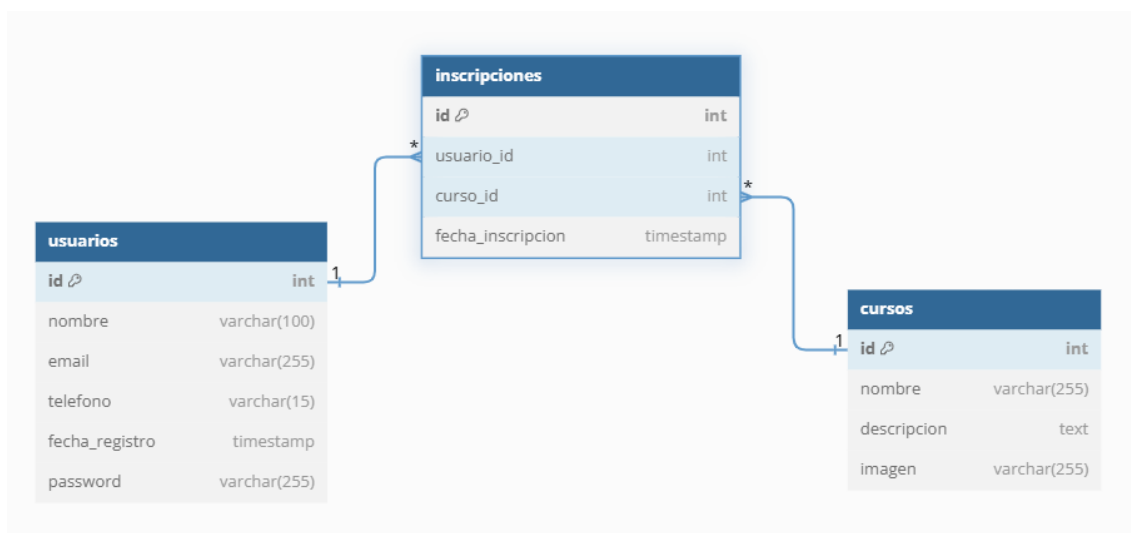 inscripciones
id int
* usuario_id int
curso_id int *
fecha_inscripcion timestamp
usuarios
id int 1
nombre varchar(100)
email varchar(255)
telefono varchar(15)
fecha_registro timestamp
password varchar(255)
cursos
1 id int
nombre varchar(255)
descripcion text
imagen varchar(255)